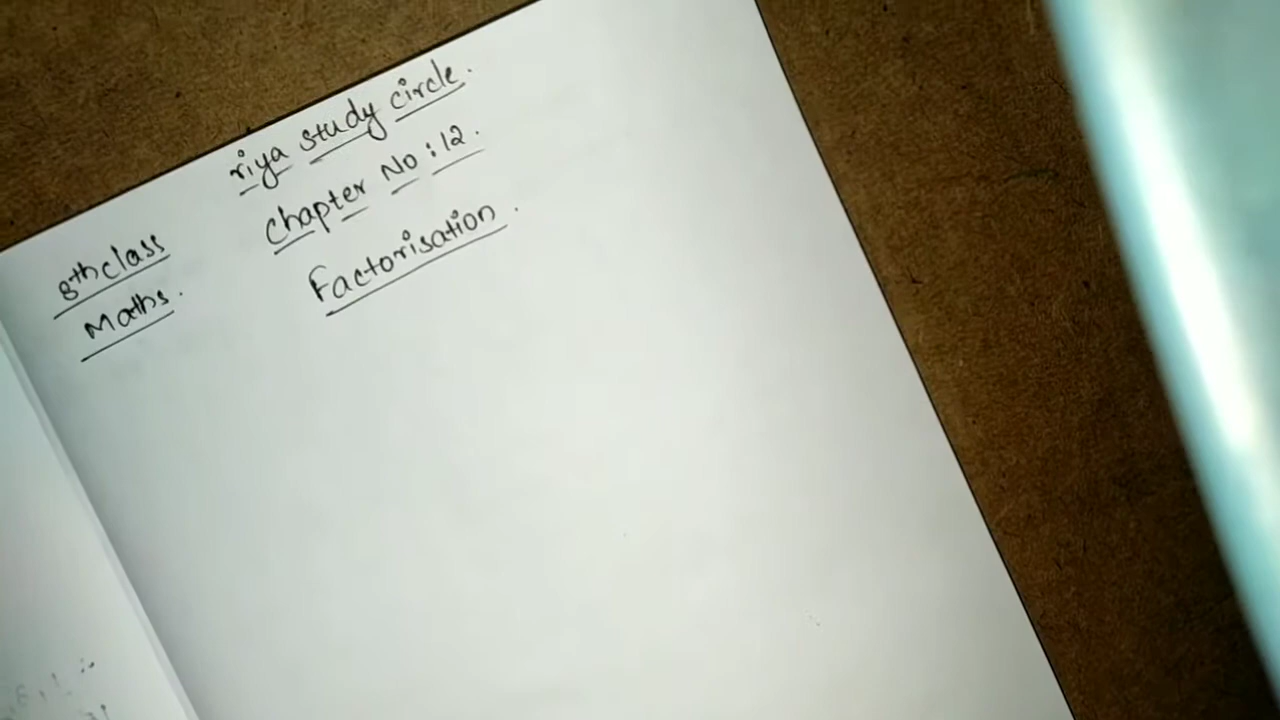 riya study circle.
Chapter No : 12.
8th class
Maths.
Factorisation.